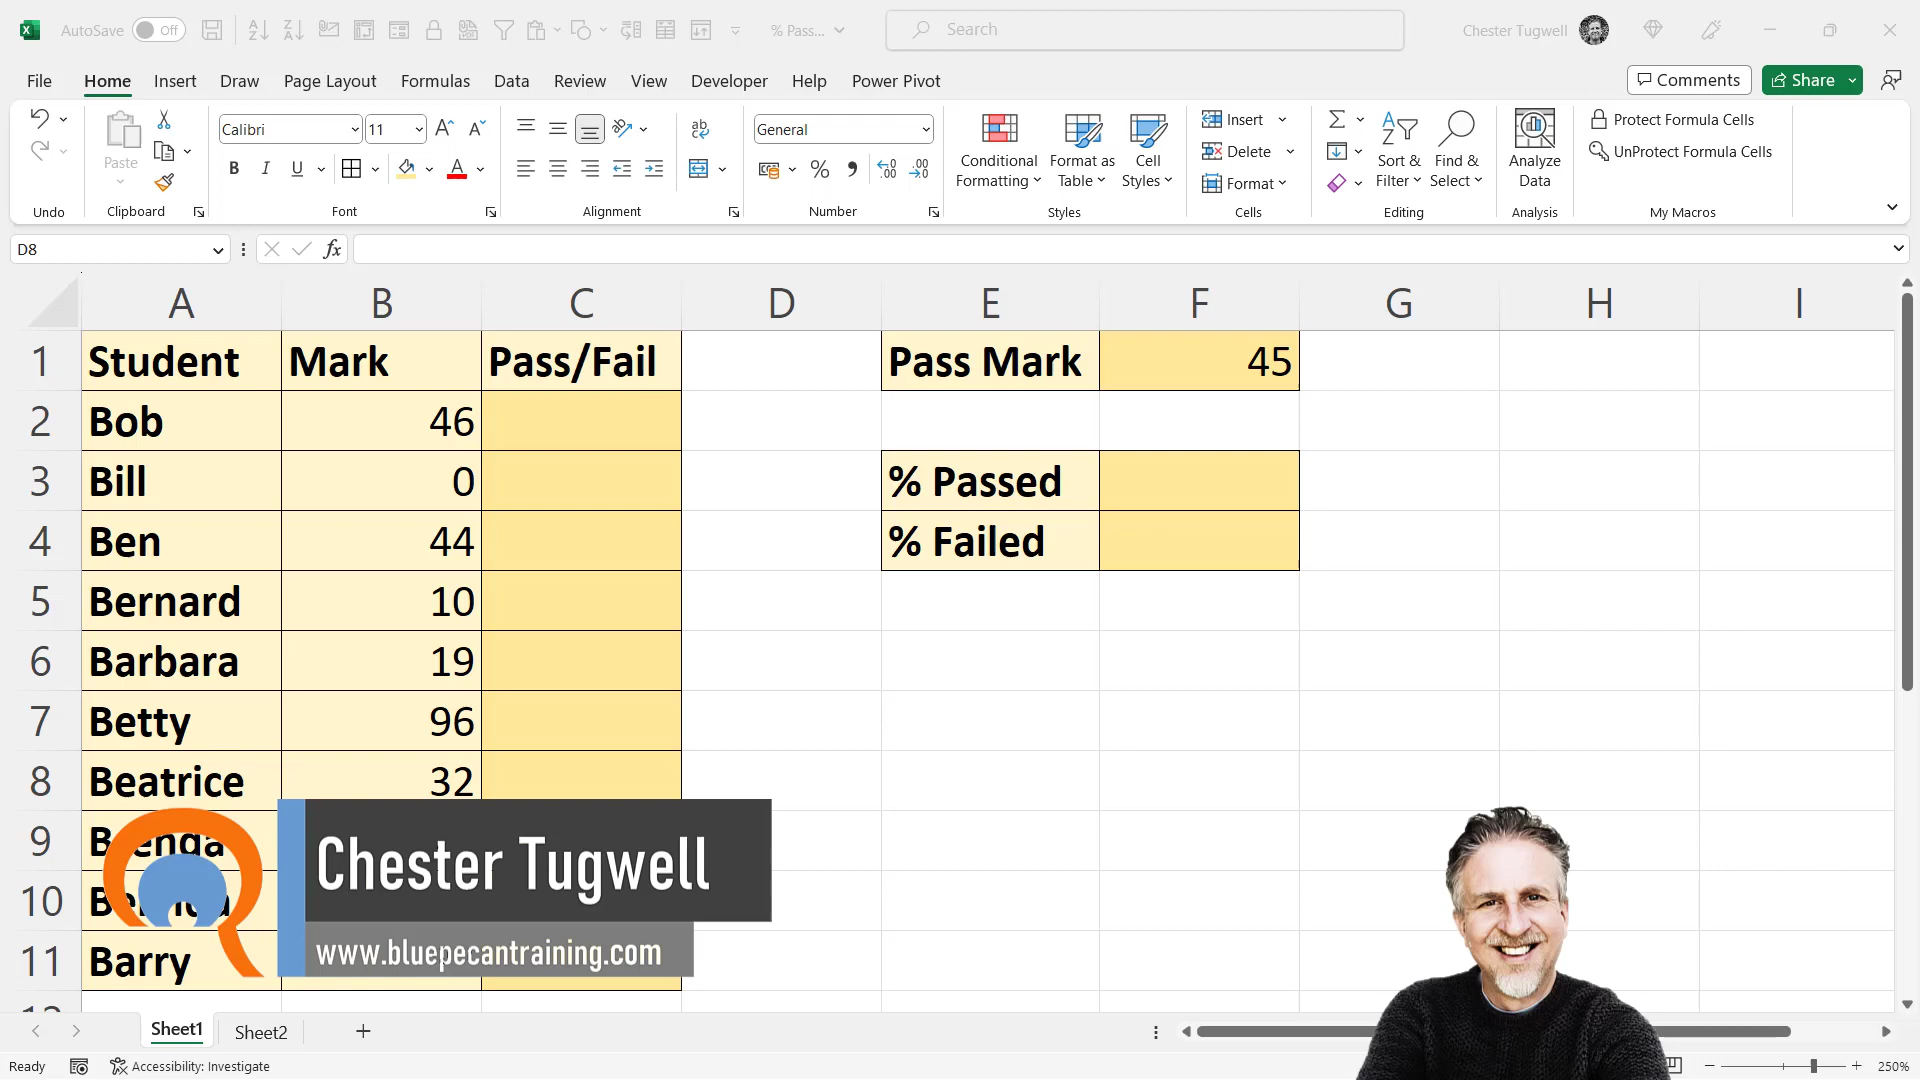 AutoSave Off % Pass... Search Chester Tugwell
File Home Insert Draw Page Layout Formulas Data Review View Developer Help Power Pivot Comments Share
Paste
Clipboard
Undo
Calibri 11
B I U A
Font
ab
Alignment
General
% , .00 .00
Number
Conditional Formatting
Format as Table
Cell Styles
Styles
Insert
Delete
Format
Cells
Sort & Filter
Find & Select
Editing
Analyze Data
Analysis
Protect Formula Cells
UnProtect Formula Cells
My Macros
D8 fx
A B C D E F G H I
1 Student Mark Pass/Fail Pass Mark 45
2 Bob 46
3 Bill 0 % Passed
4 Ben 44 % Failed
5 Bernard 10
6 Barbara 19
7 Betty 96
8 Beatrice 32
9 Brenda
10
11 Barry
Chester Tugwell
www.bluepecantraining.com
Sheet1 Sheet2
Ready Accessibility: Investigate 250%